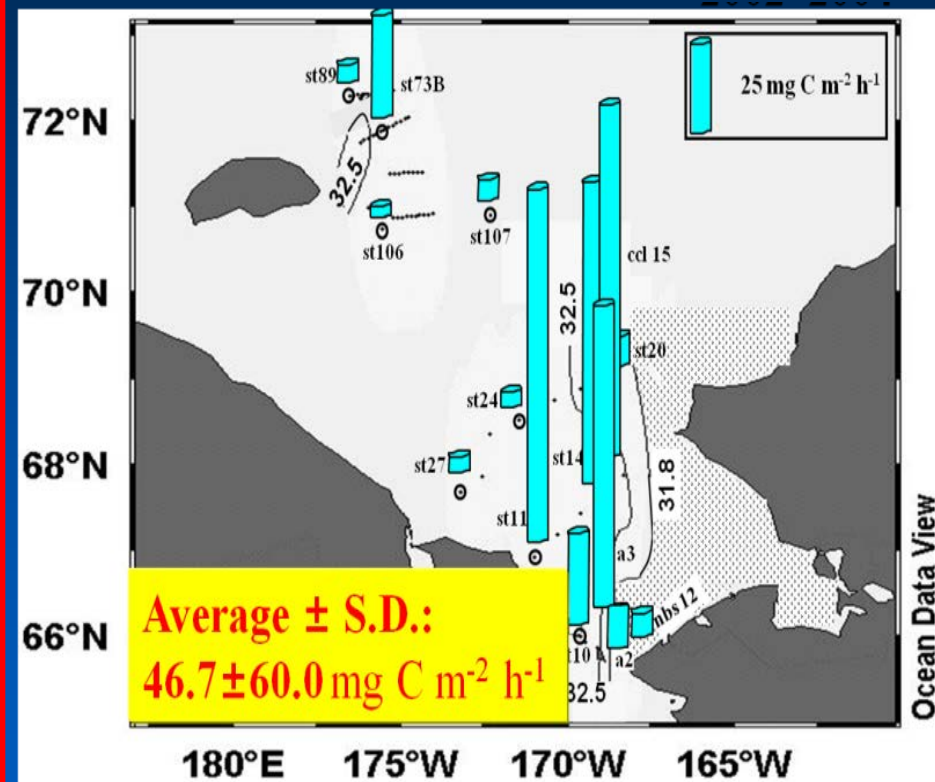 st89
st73B
25 mg C m⁻² h⁻¹
72°N
32.5
st107
st106
ccl 15
70°N
32.5
st20
st24
68°N
st27
st14
31.8
st11
a3
nbs 12
66°N
a2
32.5
Average ± S.D.:
46.7±60.0 mg C m⁻² h⁻¹
180°E 175°W 170°W 165°W
Ocean Data View